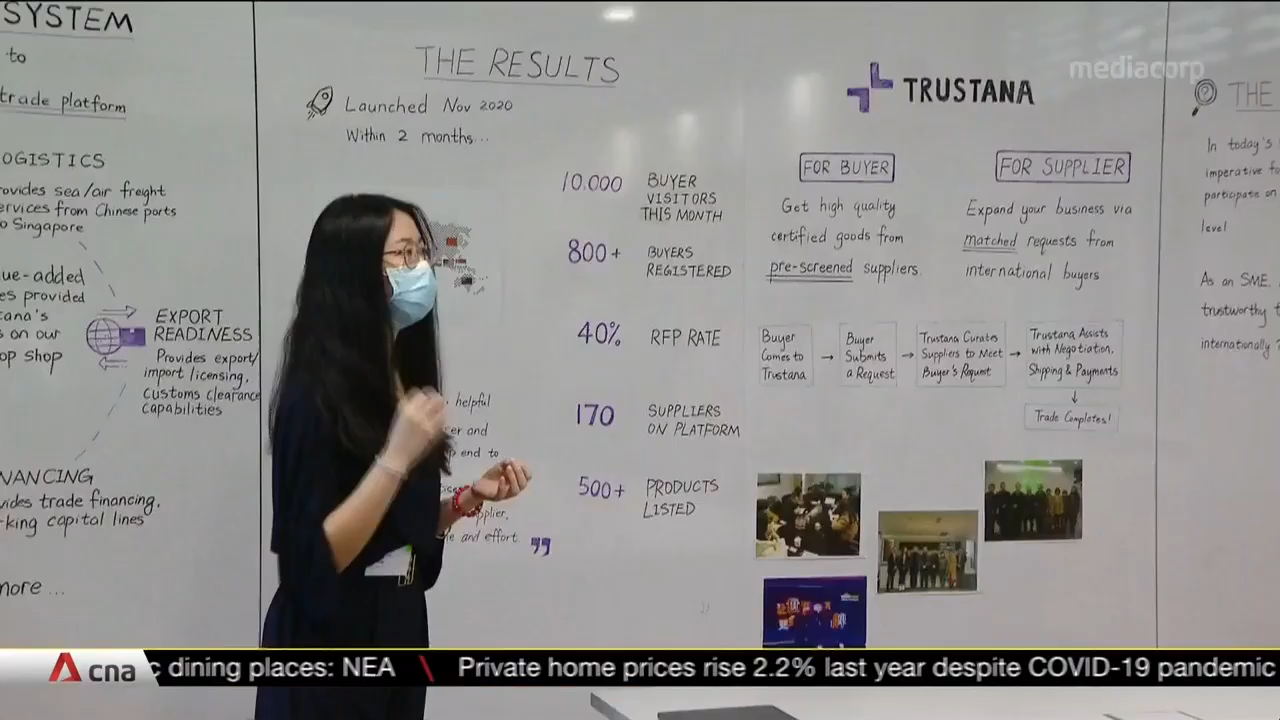 SYSTEM
to
trade platform
OGISTICS
rovides sea/air freight
ervices from Chinese ports
o Singapore
ue-added
es provided
cana's
s on our
op shop
EXPORT
READINESS
Provides export/
import licensing,
customs clearance
capabilities
NANCING
vides trade financing,
-king capital lines
more ...
THE RESULTS
Launched Nov 2020
Within 2 months...
10.000 BUYER
VISITORS
THIS MONTH
800+ BUYERS
REGISTERED
40% RFP RATE
170 SUPPLIERS
ON PLATFORM
500+ PRODUCTS
LISTED
helpful
cer and
end to
plier,
e and effort.
TRUSTANA
FOR BUYER
Get high quality
certified goods from
pre-screened suppliers.
FOR SUPPLIER
Expand your business via
matched requests from
international buyers
Buyer
Comes to
Trustana
Buyer
Submits
a Request
Trustana Curates
Suppliers to Meet
Buyer's Request
Trustana Assists
with Negotiation,
Shipping & Payments
Trade Completes!
mediacorp
THE
In today's
imperative fo
participate on
level
As an SME,
trustworthy t
internationally ?
cna
c dining places: NEA \ Private home prices rise 2.2% last year despite COVID-19 pandemic